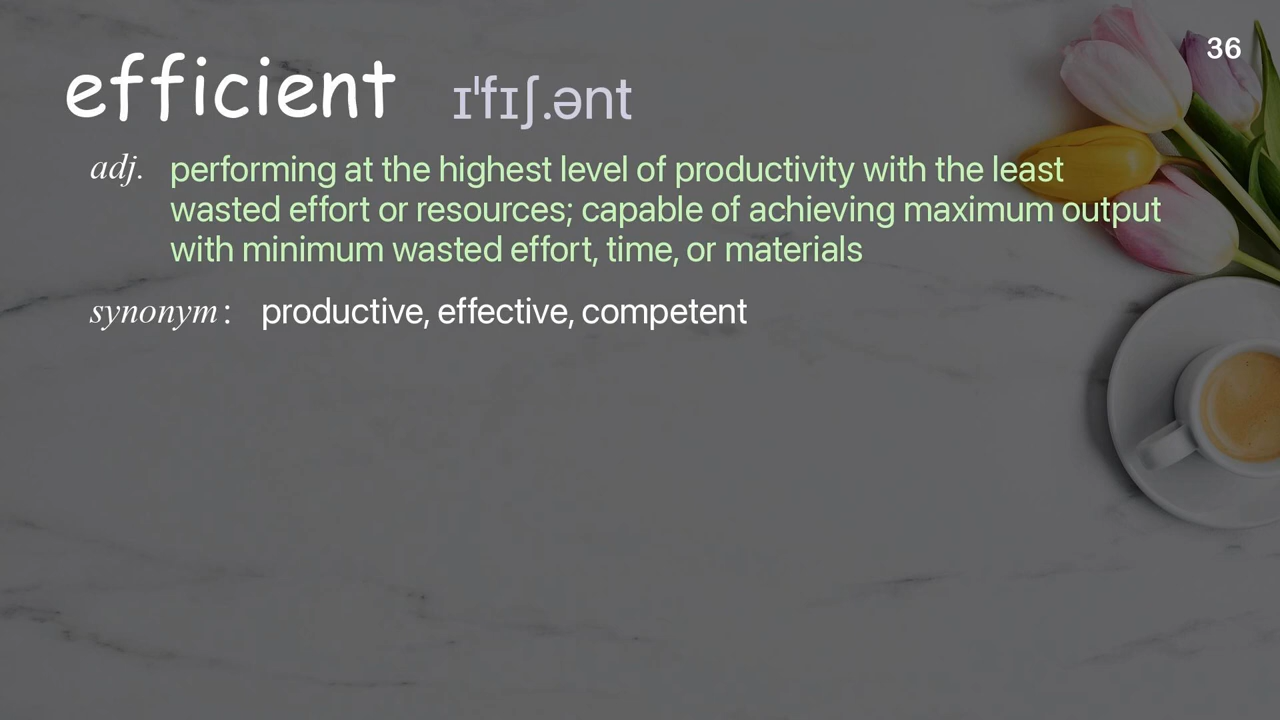 36
efficient ɪˈfɪʃ.ənt
adj. performing at the highest level of productivity with the least
wasted effort or resources; capable of achieving maximum output
with minimum wasted effort, time, or materials
synonym: productive, effective, competent